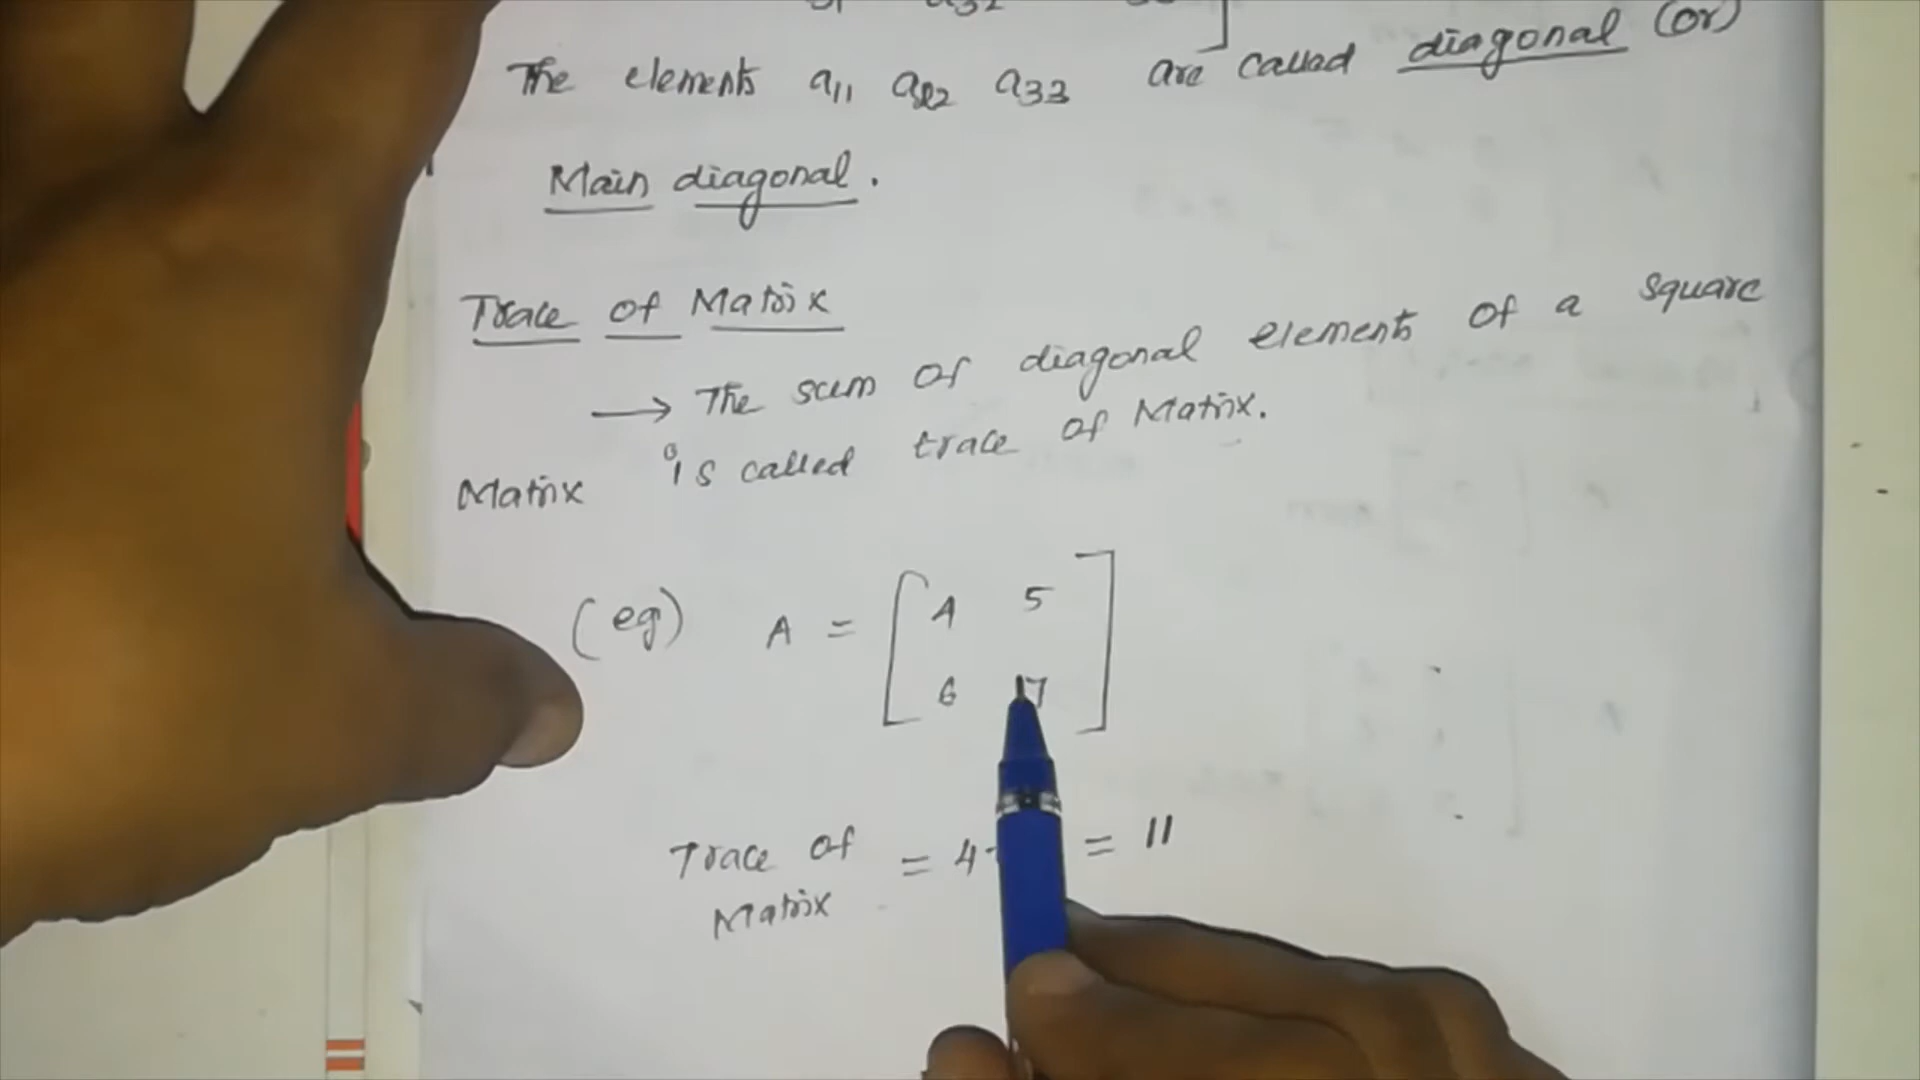 The elements a11 a22 a33 are called diagonal (or)
Main diagonal.
Trace of Matrix
→ The sum of diagonal elements of a square
Matrix is called trace of Matrix.
(eg) A = [ 4 5
6 7 ]
Trace of = 4+ = 11
Matrix